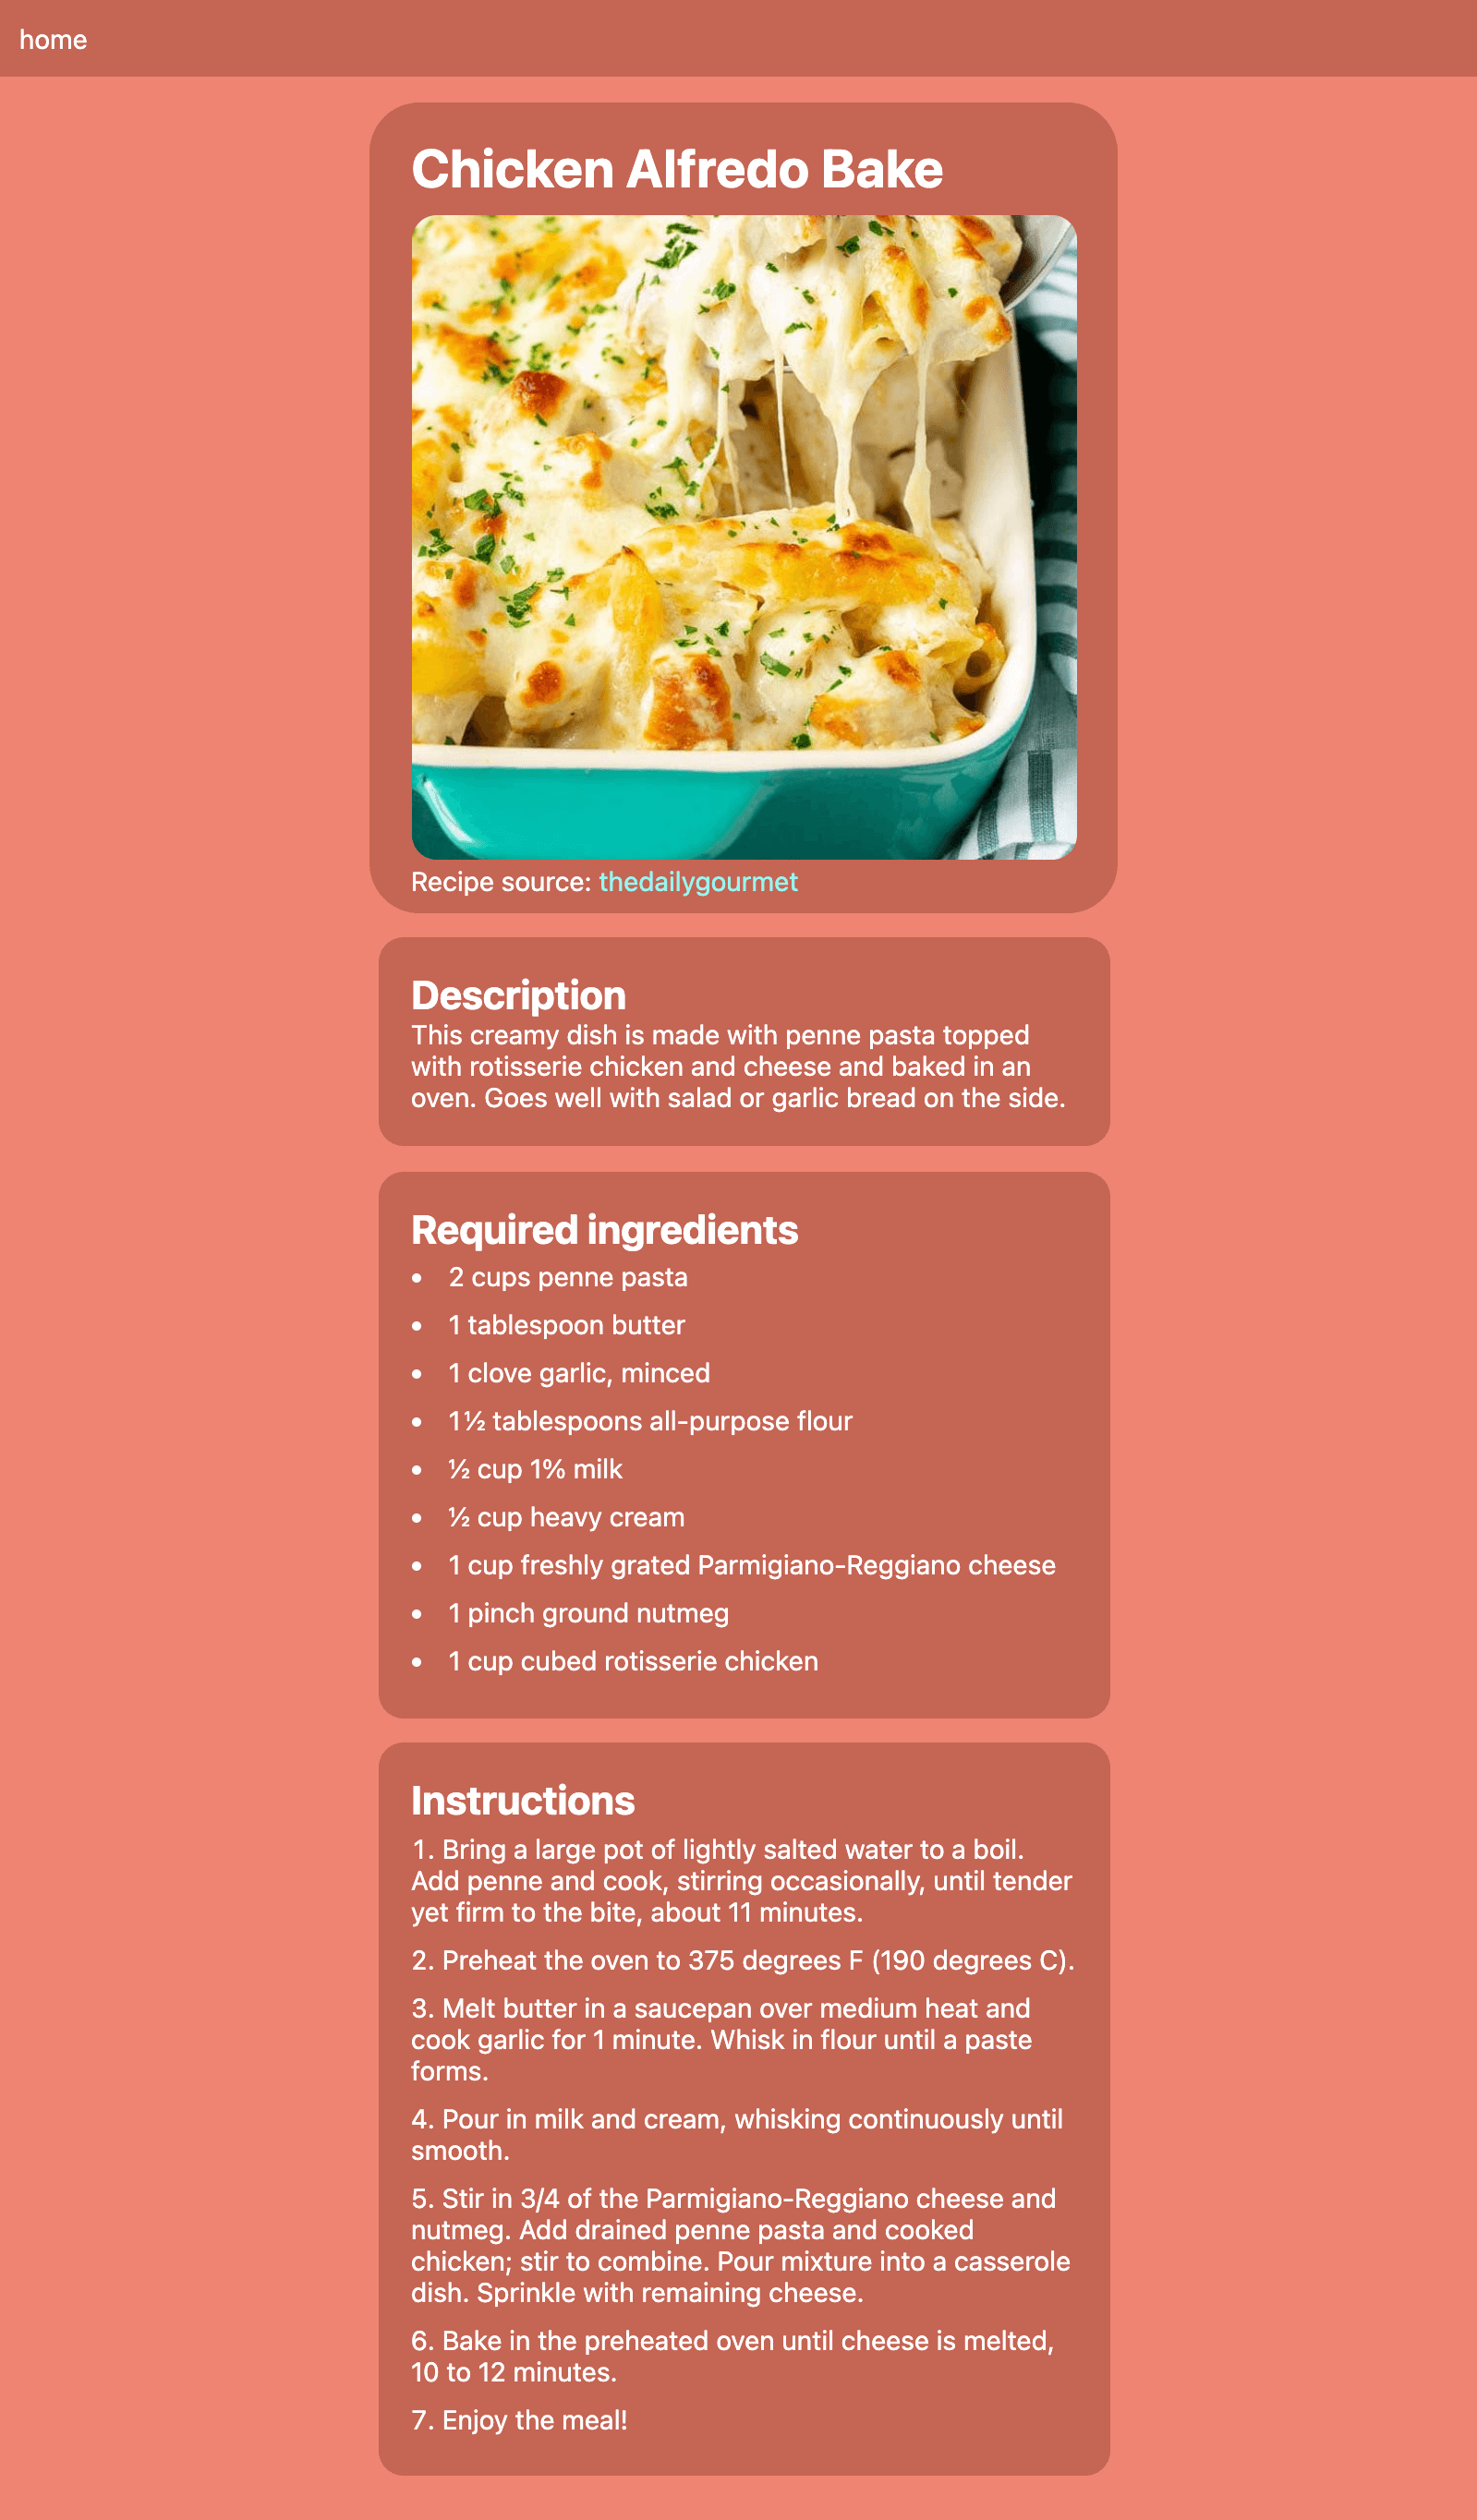 home
Chicken Alfredo Bake
Recipe source: thedailygourmet
Description
This creamy dish is made with penne pasta topped
with rotisserie chicken and cheese and baked in an
oven. Goes well with salad or garlic bread on the side.
Required ingredients
• 2 cups penne pasta
• 1 tablespoon butter
• 1 clove garlic, minced
• 1½ tablespoons all-purpose flour
• ½ cup 1% milk
• ½ cup heavy cream
• 1 cup freshly grated Parmigiano-Reggiano cheese
• 1 pinch ground nutmeg
• 1 cup cubed rotisserie chicken
Instructions
1. Bring a large pot of lightly salted water to a boil.
Add penne and cook, stirring occasionally, until tender
yet firm to the bite, about 11 minutes.
2. Preheat the oven to 375 degrees F (190 degrees C).
3. Melt butter in a saucepan over medium heat and
cook garlic for 1 minute. Whisk in flour until a paste
forms.
4. Pour in milk and cream, whisking continuously until
smooth.
5. Stir in 3/4 of the Parmigiano-Reggiano cheese and
nutmeg. Add drained penne pasta and cooked
chicken; stir to combine. Pour mixture into a casserole
dish. Sprinkle with remaining cheese.
6. Bake in the preheated oven until cheese is melted,
10 to 12 minutes.
7. Enjoy the meal!